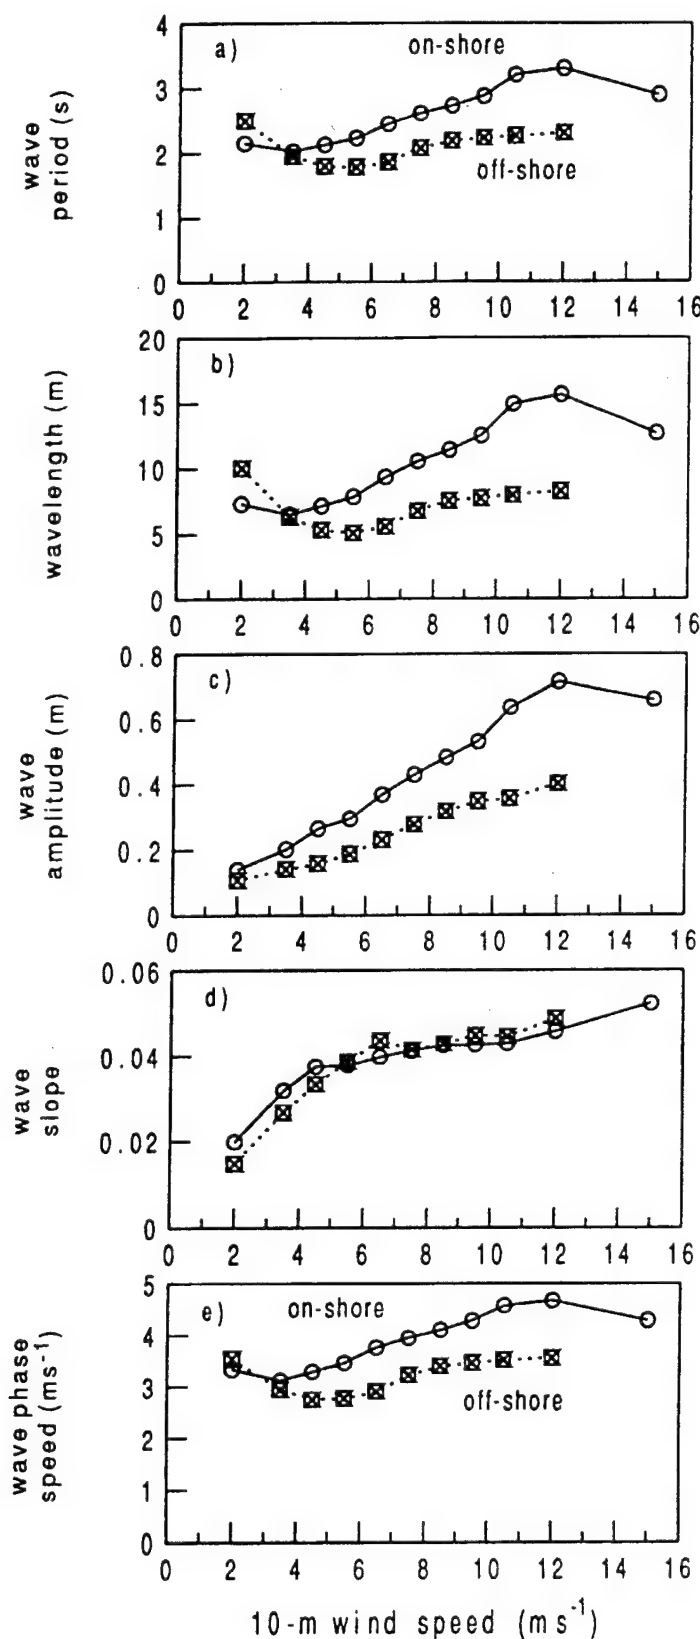 4
a)
on-shore
3
wave
period (s)
2
off-shore
1
0
0 2 4 6 8 10 12 14 16
20
b)
15
wavelength (m)
10
5
0
0 2 4 6 8 10 12 14 16
0.8
c)
0.6
wave
amplitude (m)
0.4
0.2
0
0 2 4 6 8 10 12 14 16
0.06
d)
0.04
wave
slope
0.02
0
0 2 4 6 8 10 12 14 16
5
e)
on-shore
4
wave phase
speed (ms⁻¹)
3
off-shore
2
1
0
0 2 4 6 8 10 12 14 16
10-m wind speed (ms⁻¹)